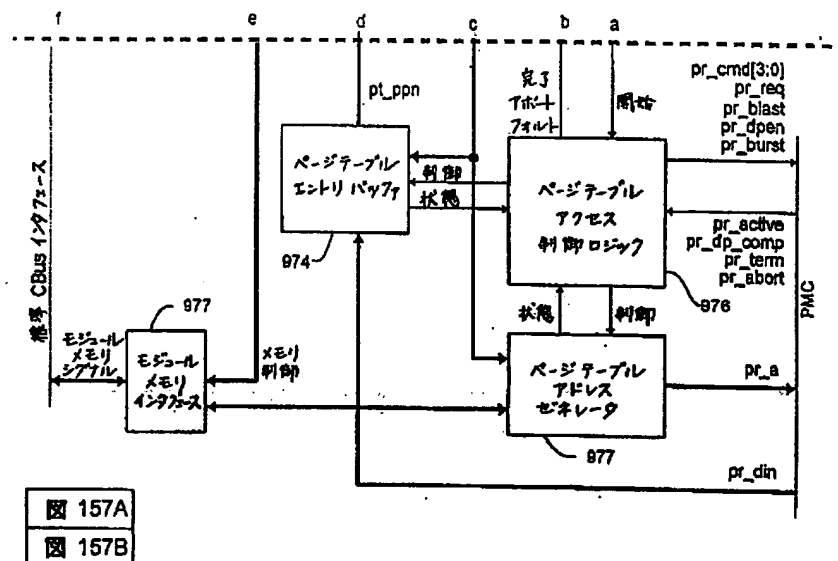 f e d c b a
pt_ppn
完了
アボート
フォルト
開始
pr_cmd[3:0]
pr_req
pr_blast
pr_dpen
pr_burst
ページテーブル
エントリ バッファ
974
制御
状態
ページテーブル
アクセス
制御ロジック
976
pr_active
pr_dp_comp
pr_term
pr_abort
PMC
標準 CBus インタフェース
977
モジュール
メモリ
シグナル
モジュール
メモリ
インタフェース
メモリ
制御
状態
制御
ページテーブル
アドレス
ゼネレータ
977
pr_a
pr_din
図 157A
図 157B